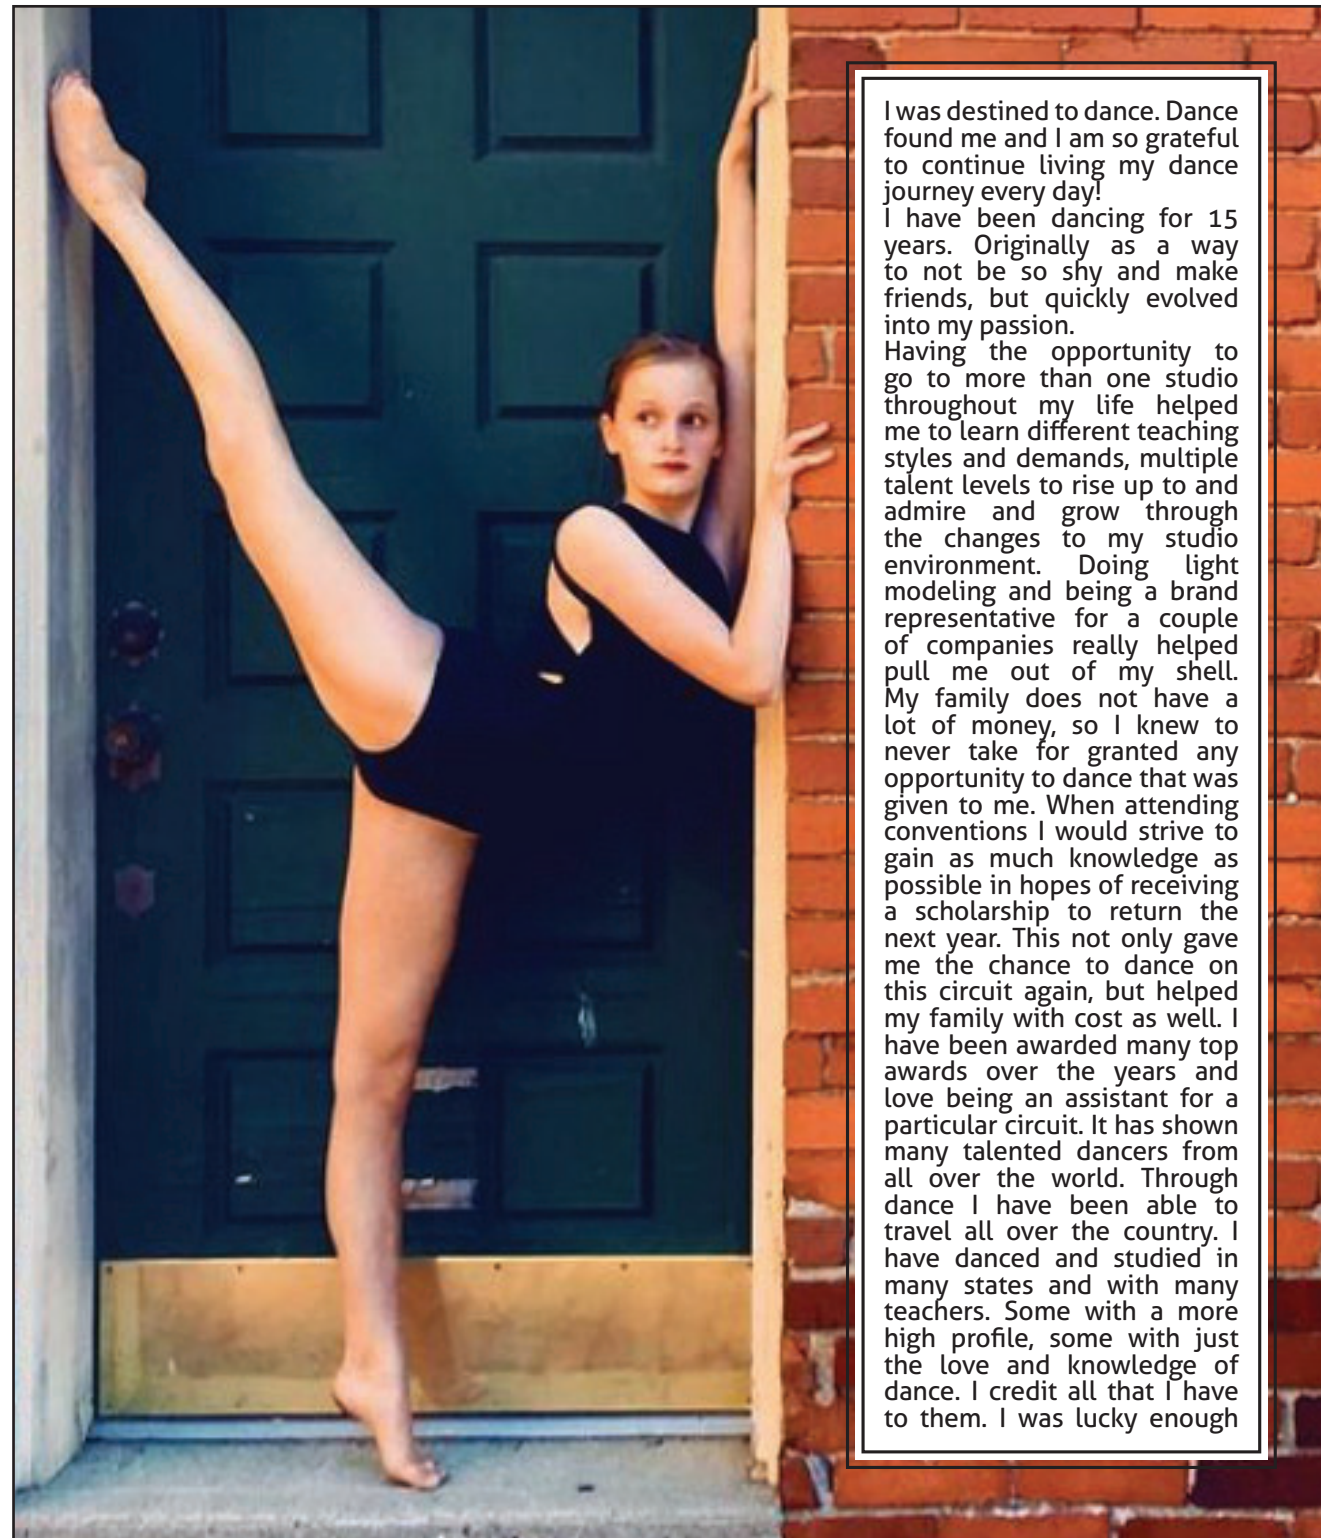 I was destined to dance. Dance
found me and I am so grateful
to continue living my dance
journey every day!
I have been dancing for 15
years. Originally as a way
to not be so shy and make
friends, but quickly evolved
into my passion.
Having the opportunity to
go to more than one studio
throughout my life helped
me to learn different teaching
styles and demands, multiple
talent levels to rise up to and
admire and grow through
the changes to my studio
environment. Doing light
modeling and being a brand
representative for a couple
of companies really helped
pull me out of my shell.
My family does not have a
lot of money, so I knew to
never take for granted any
opportunity to dance that was
given to me. When attending
conventions I would strive to
gain as much knowledge as
possible in hopes of receiving
a scholarship to return the
next year. This not only gave
me the chance to dance on
this circuit again, but helped
my family with cost as well. I
have been awarded many top
awards over the years and
love being an assistant for a
particular circuit. It has shown
many talented dancers from
all over the world. Through
dance I have been able to
travel all over the country. I
have danced and studied in
many states and with many
teachers. Some with a more
high profile, some with just
the love and knowledge of
dance. I credit all that I have
to them. I was lucky enough